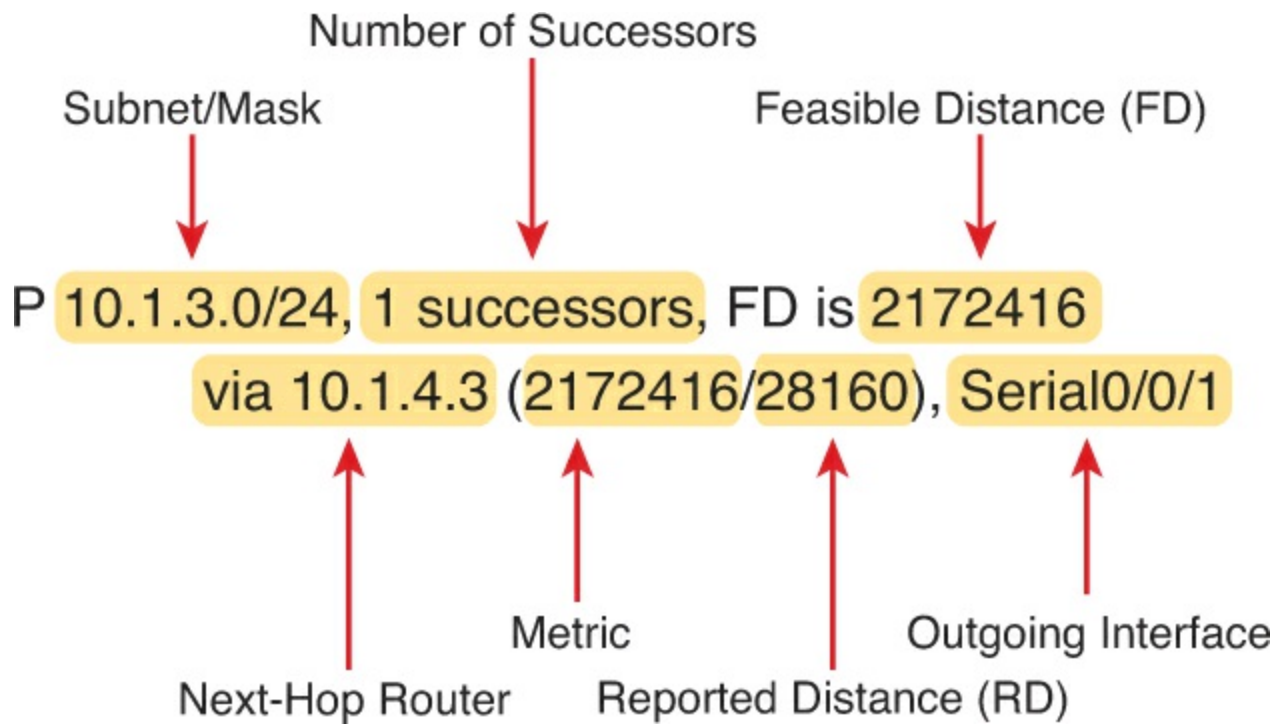 Number of Successors
Subnet/Mask
Feasible Distance (FD)
P 10.1.3.0/24, 1 successors, FD is 2172416
via 10.1.4.3 (2172416/28160), Serial0/0/1
Metric
Outgoing Interface
Next-Hop Router
Reported Distance (RD)